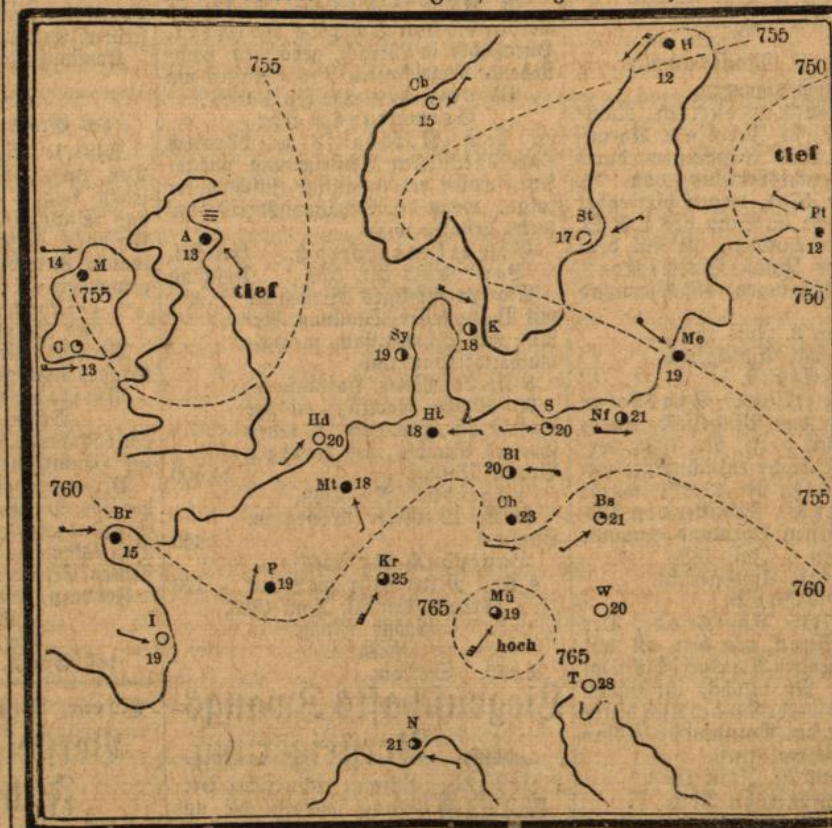 755
H
12
755
750
Cb
15
tief
Pt
12
St
17
A
13
14
M
755
tief
750
C
13
K
18
Sy
19
Me
19
Hd
20
Ht
18
S
20
Nf
21
Mt
18
Bl
20
760
Br
15
Ch
23
Bs
21
755
P
19
Kr
25
765
Mü
19
hoch
W
20
760
I
19
765
T
28
N
21